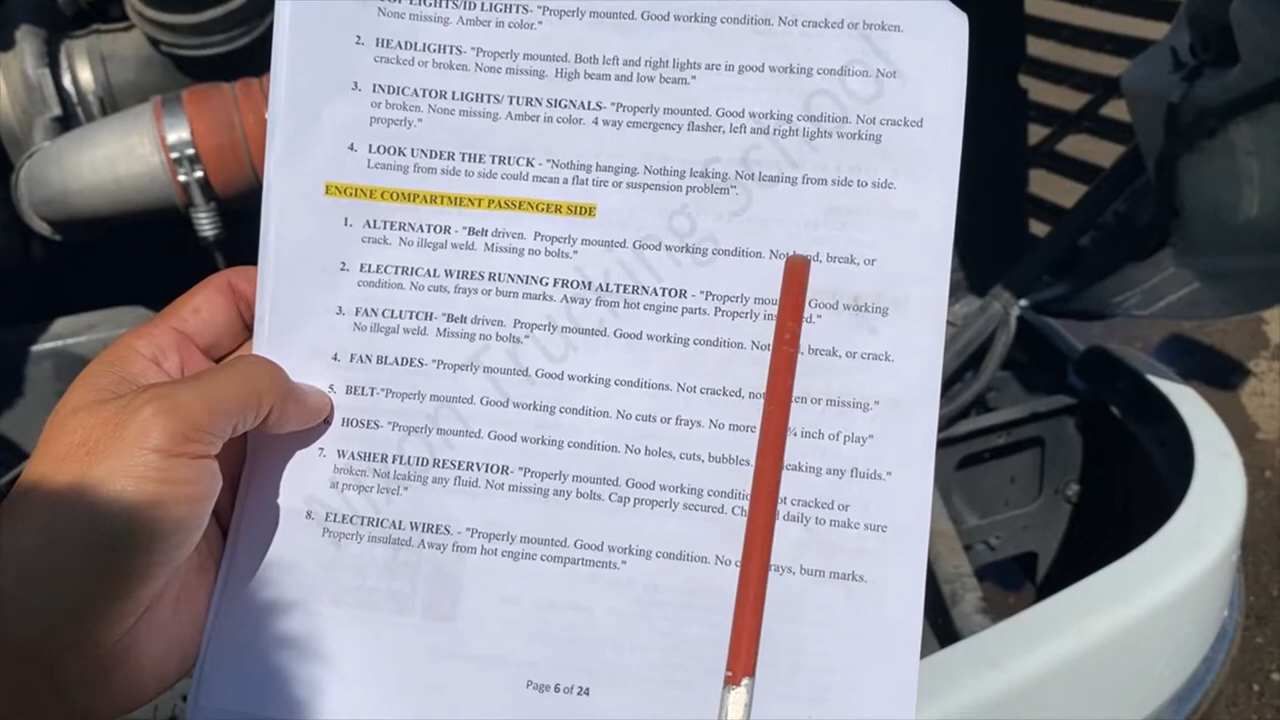 LIGHTS/ID LIGHTS- "Properly mounted. Good working condition. Not cracked or broken.
None missing. Amber in color."
2. HEADLIGHTS- "Properly mounted. Both left and right lights are in good working condition. Not
cracked or broken. None missing. High beam and low beam."
3. INDICATOR LIGHTS/ TURN SIGNALS- "Properly mounted. Good working condition. Not cracked
or broken. None missing. Amber in color. 4 way emergency flasher, left and right lights working
properly."
4. LOOK UNDER THE TRUCK - "Nothing hanging. Nothing leaking. Not leaning from side to side.
Leaning from side to side could mean a flat tire or suspension problem".
ENGINE COMPARTMENT PASSENGER SIDE
1. ALTERNATOR - "Belt driven. Properly mounted. Good working condition. Not break, or
crack. No illegal weld. Missing no bolts."
2. ELECTRICAL WIRES RUNNING FROM ALTERNATOR - "Properly Good working
condition. No cuts, frays or burn marks. Away from hot engine parts. Properly
3. FAN CLUTCH- "Belt driven. Properly mounted. Good working condition. Not , break, or crack.
No illegal weld. Missing no bolts."
4. FAN BLADES- "Properly mounted. Good working conditions. Not cracked, or missing."
5. BELT-"Properly mounted. Good working condition. No cuts or frays. No more ¾ inch of play"
HOSES- "Properly mounted. Good working condition. No holes, cuts, bubbles. any fluids."
7. WASHER FLUID RESERVIOR- "Properly mounted. Good working cracked or
broken. Not leaking any fluid. Not missing any bolts. Cap properly secured. daily to make sure
at proper level."
8. ELECTRICAL WIRES. - "Properly mounted. Good working condition. No burn marks.
Properly insulated. Away from hot engine compartments."
Trucking School
Page 6 of 24